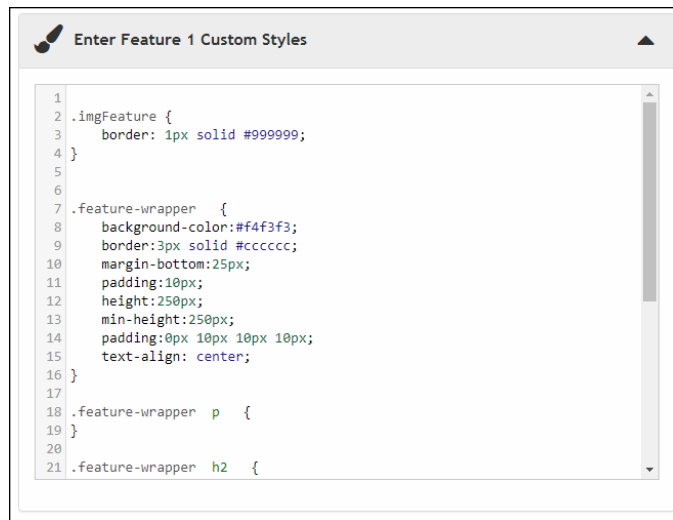 Enter Feature 1 Custom Styles
1
2 .imgFeature {
3     border: 1px solid #999999;
4 }
5
6
7 .feature-wrapper   {
8     background-color:#f4f3f3;
9     border:3px solid #cccccc;
10     margin-bottom:25px;
11     padding:10px;
12     height:250px;
13     min-height:250px;
14     padding:0px 10px 10px 10px;
15     text-align: center;
16 }
17
18 .feature-wrapper  p   {
19 }
20
21 .feature-wrapper  h2   {